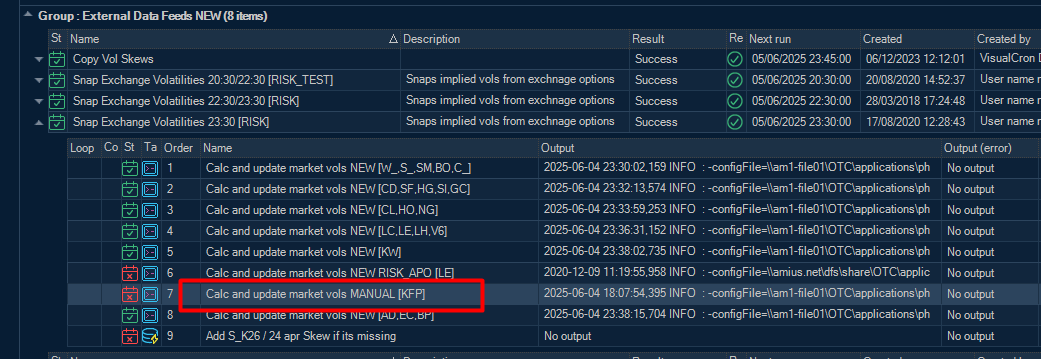 Group : External Data Feeds NEW (8 items)
St Name Description Result Re Next run Created Created by
Copy Vol Skews Success 05/06/2025 23:45:00 06/12/2023 12:12:01 VisualCron D
Snap Exchange Volatilities 20:30/22:30 [RISK_TEST] Snaps implied vols from exchnage options Success 05/06/2025 22:30:00 20/08/2020 14:52:37 User name r
Snap Exchange Volatilities 22:30/23:30 [RISK] Snaps implied vols from exchnage options Success 05/06/2025 22:30:00 28/03/2018 17:24:48 User name r
Snap Exchange Volatilities 23:30 [RISK] Snaps implied vols from exchnage options Success 05/06/2025 23:30:00 17/08/2020 12:28:43 User name r
Loop Co St Ta Order Name Output Output (error)
1 Calc and update market vols NEW [W_,S_,SM,BO,C_] 2025-06-04 23:30:02,159 INFO : -configFile=\\am1-file01\OTC\applications\ph No output
2 Calc and update market vols NEW [CD,SF,HG,SI,GC] 2025-06-04 23:32:13,574 INFO : -configFile=\\am1-file01\OTC\applications\ph No output
3 Calc and update market vols NEW [CL,HO,NG] 2025-06-04 23:33:59,253 INFO : -configFile=\\am1-file01\OTC\applications\ph No output
4 Calc and update market vols NEW [LC,LE,LH,V6] 2025-06-04 23:36:31,152 INFO : -configFile=\\am1-file01\OTC\applications\ph No output
5 Calc and update market vols NEW [KW] 2025-06-04 23:38:02,735 INFO : -configFile=\\am1-file01\OTC\applications\ph No output
6 Calc and update market vols NEW RISK_APO [LE] 2020-12-09 11:19:55,958 INFO : -configFile=\\amius.net\dfs\share\OTC\applic No output
7 Calc and update market vols MANUAL [KFP] 2025-06-04 18:07:54,395 INFO : -configFile=\\am1-file01\OTC\applications\ph No output
8 Calc and update market vols NEW [AD,EC,BP] 2025-06-04 23:38:15,704 INFO : -configFile=\\am1-file01\OTC\applications\ph No output
9 Add S_K26 / 24 apr Skew if its missing No output No output